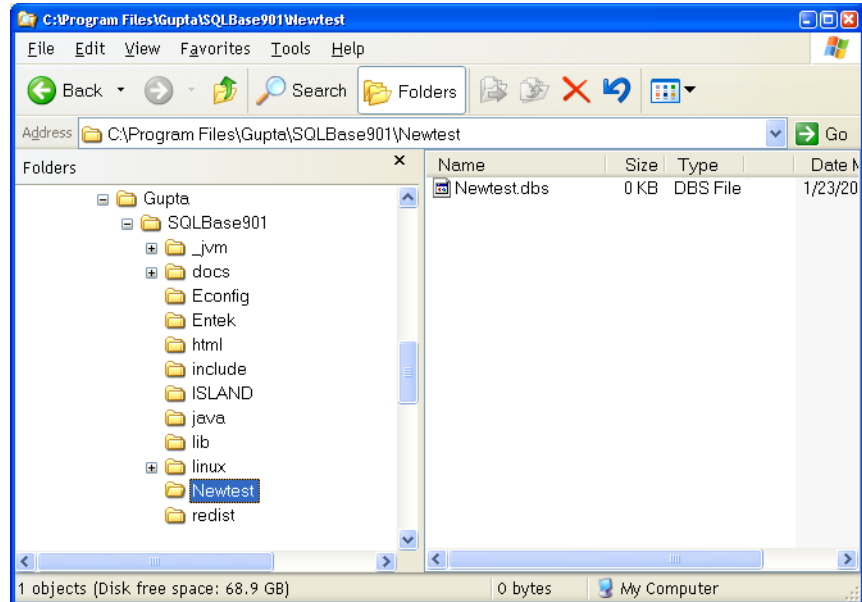 C:\Program Files\Gupta\SQLBase901\Newtest
File Edit View Favorites Tools Help
Back Search Folders
Address C:\Program Files\Gupta\SQLBase901\Newtest Go
Folders x
Name Size Type Date M
Newtest.dbs 0 KB DBS File 1/23/20
Gupta
SQLBase901
_jvm
docs
Econfig
Entek
html
include
ISLAND
java
lib
linux
Newtest
redist
1 objects (Disk free space: 68.9 GB) 0 bytes My Computer